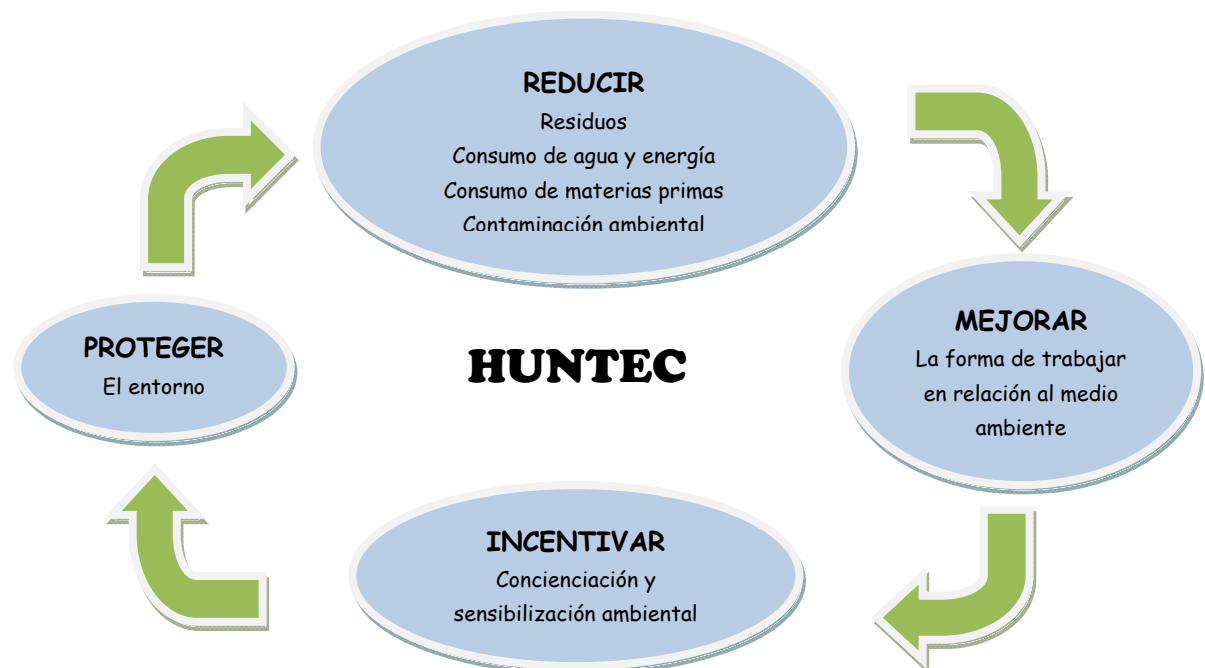 REDUCIR
Residuos
Consumo de agua y energía
Consumo de materias primas
Contaminación ambiental
MEJORAR
La forma de trabajar
en relación al medio
ambiente
PROTEGER
El entorno
HUNTEC
INCENTIVAR
Concienciación y
sensibilización ambiental